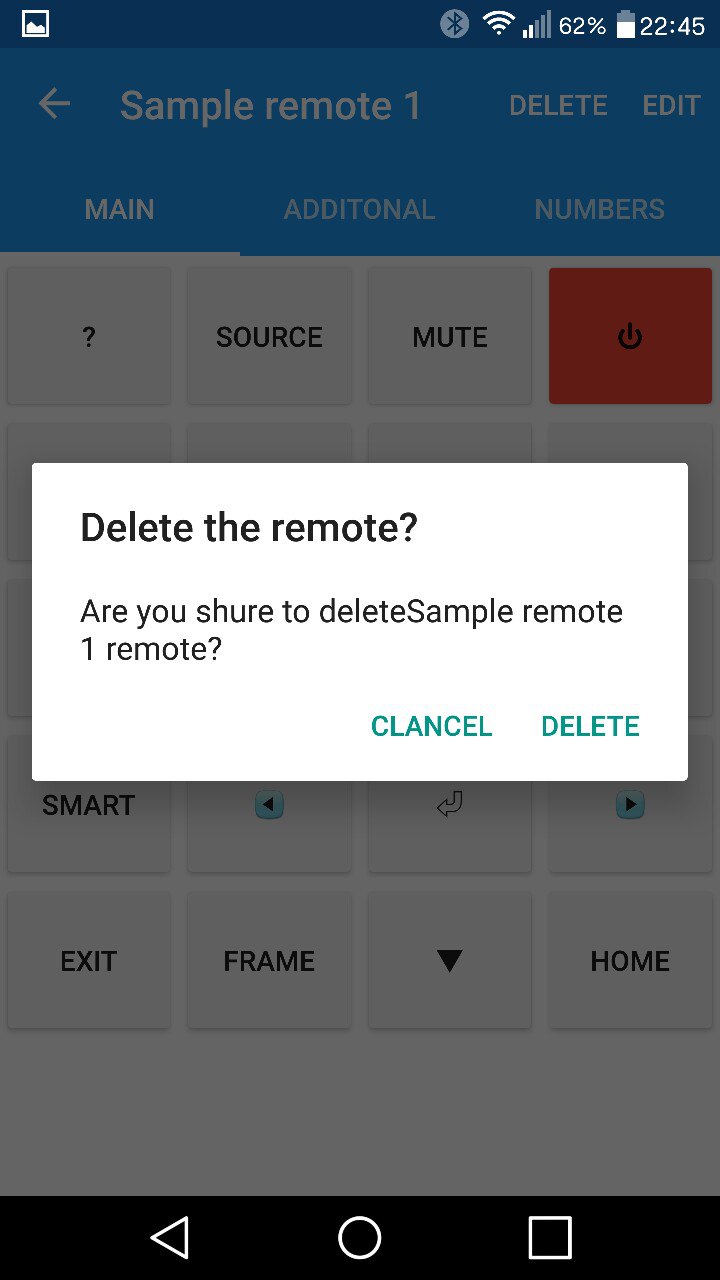 62% 22:45
Sample remote 1 DELETE EDIT
MAIN ADDITONAL NUMBERS
? SOURCE MUTE
Delete the remote?
Are you shure to deleteSample remote
1 remote?
CLANCEL DELETE
SMART
EXIT FRAME ▼ HOME